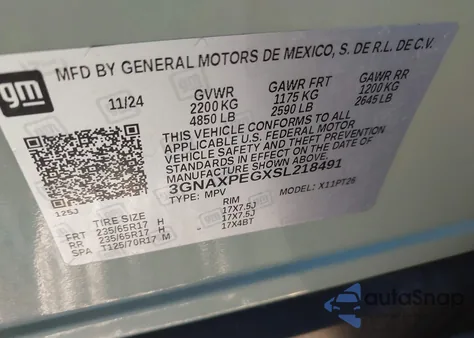 gm
MFD BY GENERAL MOTORS DE MEXICO, S. DE R.L. DE C.V.
11/24 GVWR GAWR FRT GAWR RR
2200 KG 1175 KG 1200 KG
4850 LB 2590 LB 2645 LB
THIS VEHICLE CONFORMS TO ALL
APPLICABLE U.S. FEDERAL MOTOR
VEHICLE SAFETY AND THEFT PREVENTION
STANDARDS IN EFFECT ON THE DATE OF
MANUFACTURE SHOWN ABOVE.
3GNAXPEGXSL218491
TYPE: MPV MODEL: X11PT26
125J
TIRE SIZE RIM
FRT 235/65R17 H 17X7.5J
RR 235/65R17 H 17X7.5J
SPA T125/70R17 M 17X4BT
autoSnap